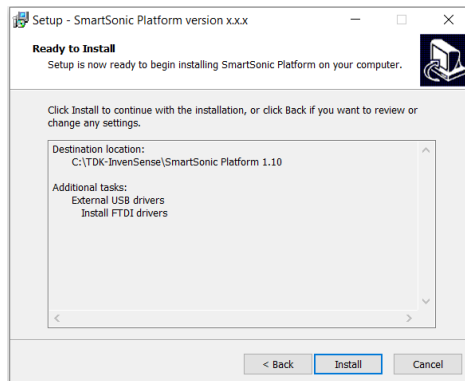 Setup - SmartSonic Platform version x.x.x
Ready to Install
Setup is now ready to begin installing SmartSonic Platform on your computer.
Click Install to continue with the installation, or click Back if you want to review or
change any settings.
Destination location:
C:\TDK-InvenSense\SmartSonic Platform 1.10
Additional tasks:
External USB drivers
Install FTDI drivers
< Back
Install
Cancel